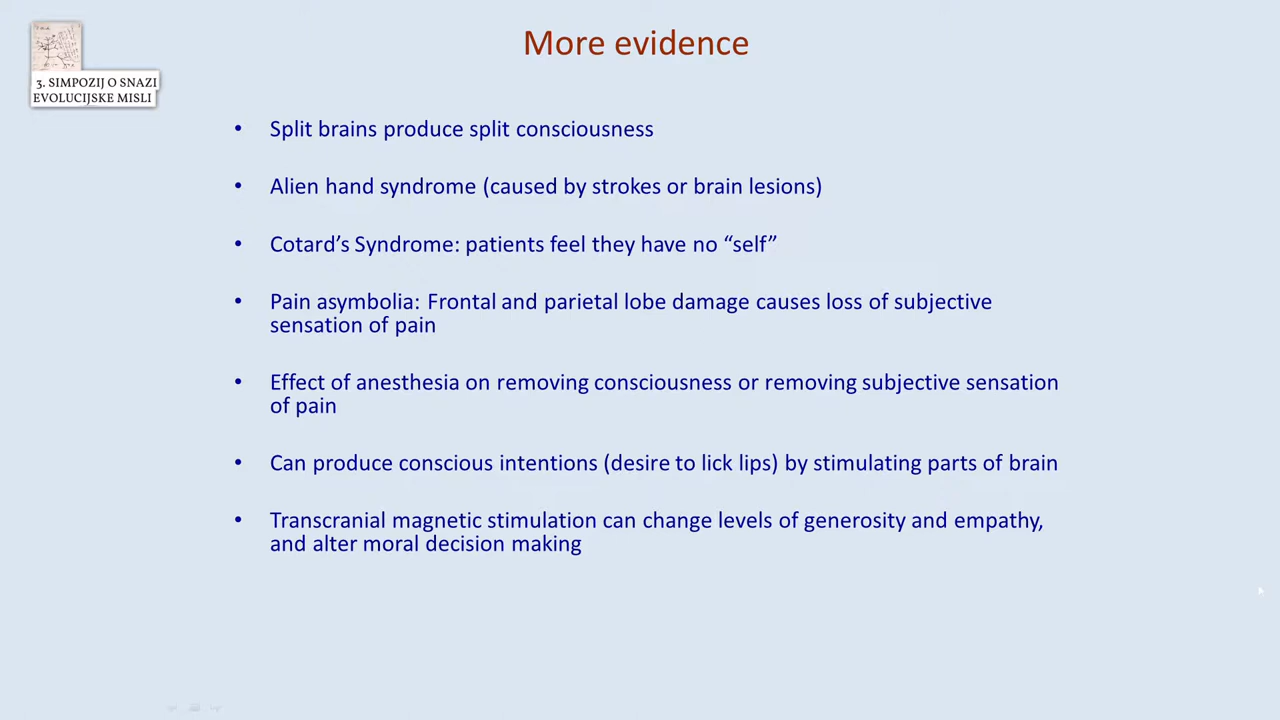 More evidence
3. SIMPOZIJ O SNAZI
EVOLUCIJSKE MISLI
• Split brains produce split consciousness
• Alien hand syndrome (caused by strokes or brain lesions)
• Cotard’s Syndrome: patients feel they have no “self”
• Pain asymbolia: Frontal and parietal lobe damage causes loss of subjective
sensation of pain
• Effect of anesthesia on removing consciousness or removing subjective sensation
of pain
• Can produce conscious intentions (desire to lick lips) by stimulating parts of brain
• Transcranial magnetic stimulation can change levels of generosity and empathy,
and alter moral decision making